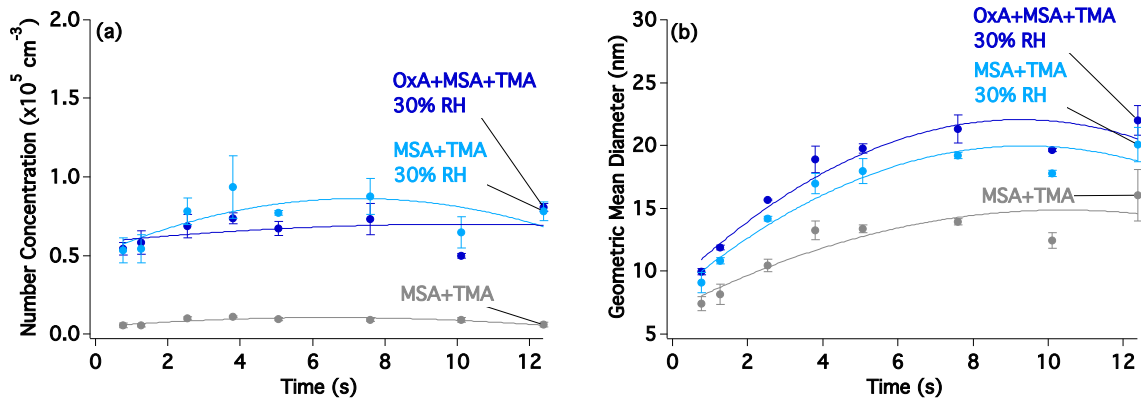 (a)
Number Concentration (x10⁵ cm⁻³)
2.0
1.5
1.0
0.5
0.0
OxA+MSA+TMA
30% RH
MSA+TMA
30% RH
MSA+TMA
0 2 4 6 8 10 12
Time (s)
(b)
Geometric Mean Diameter (nm)
30
25
20
15
10
5
OxA+MSA+TMA
30% RH
MSA+TMA
30% RH
MSA+TMA
0 2 4 6 8 10 12
Time (s)